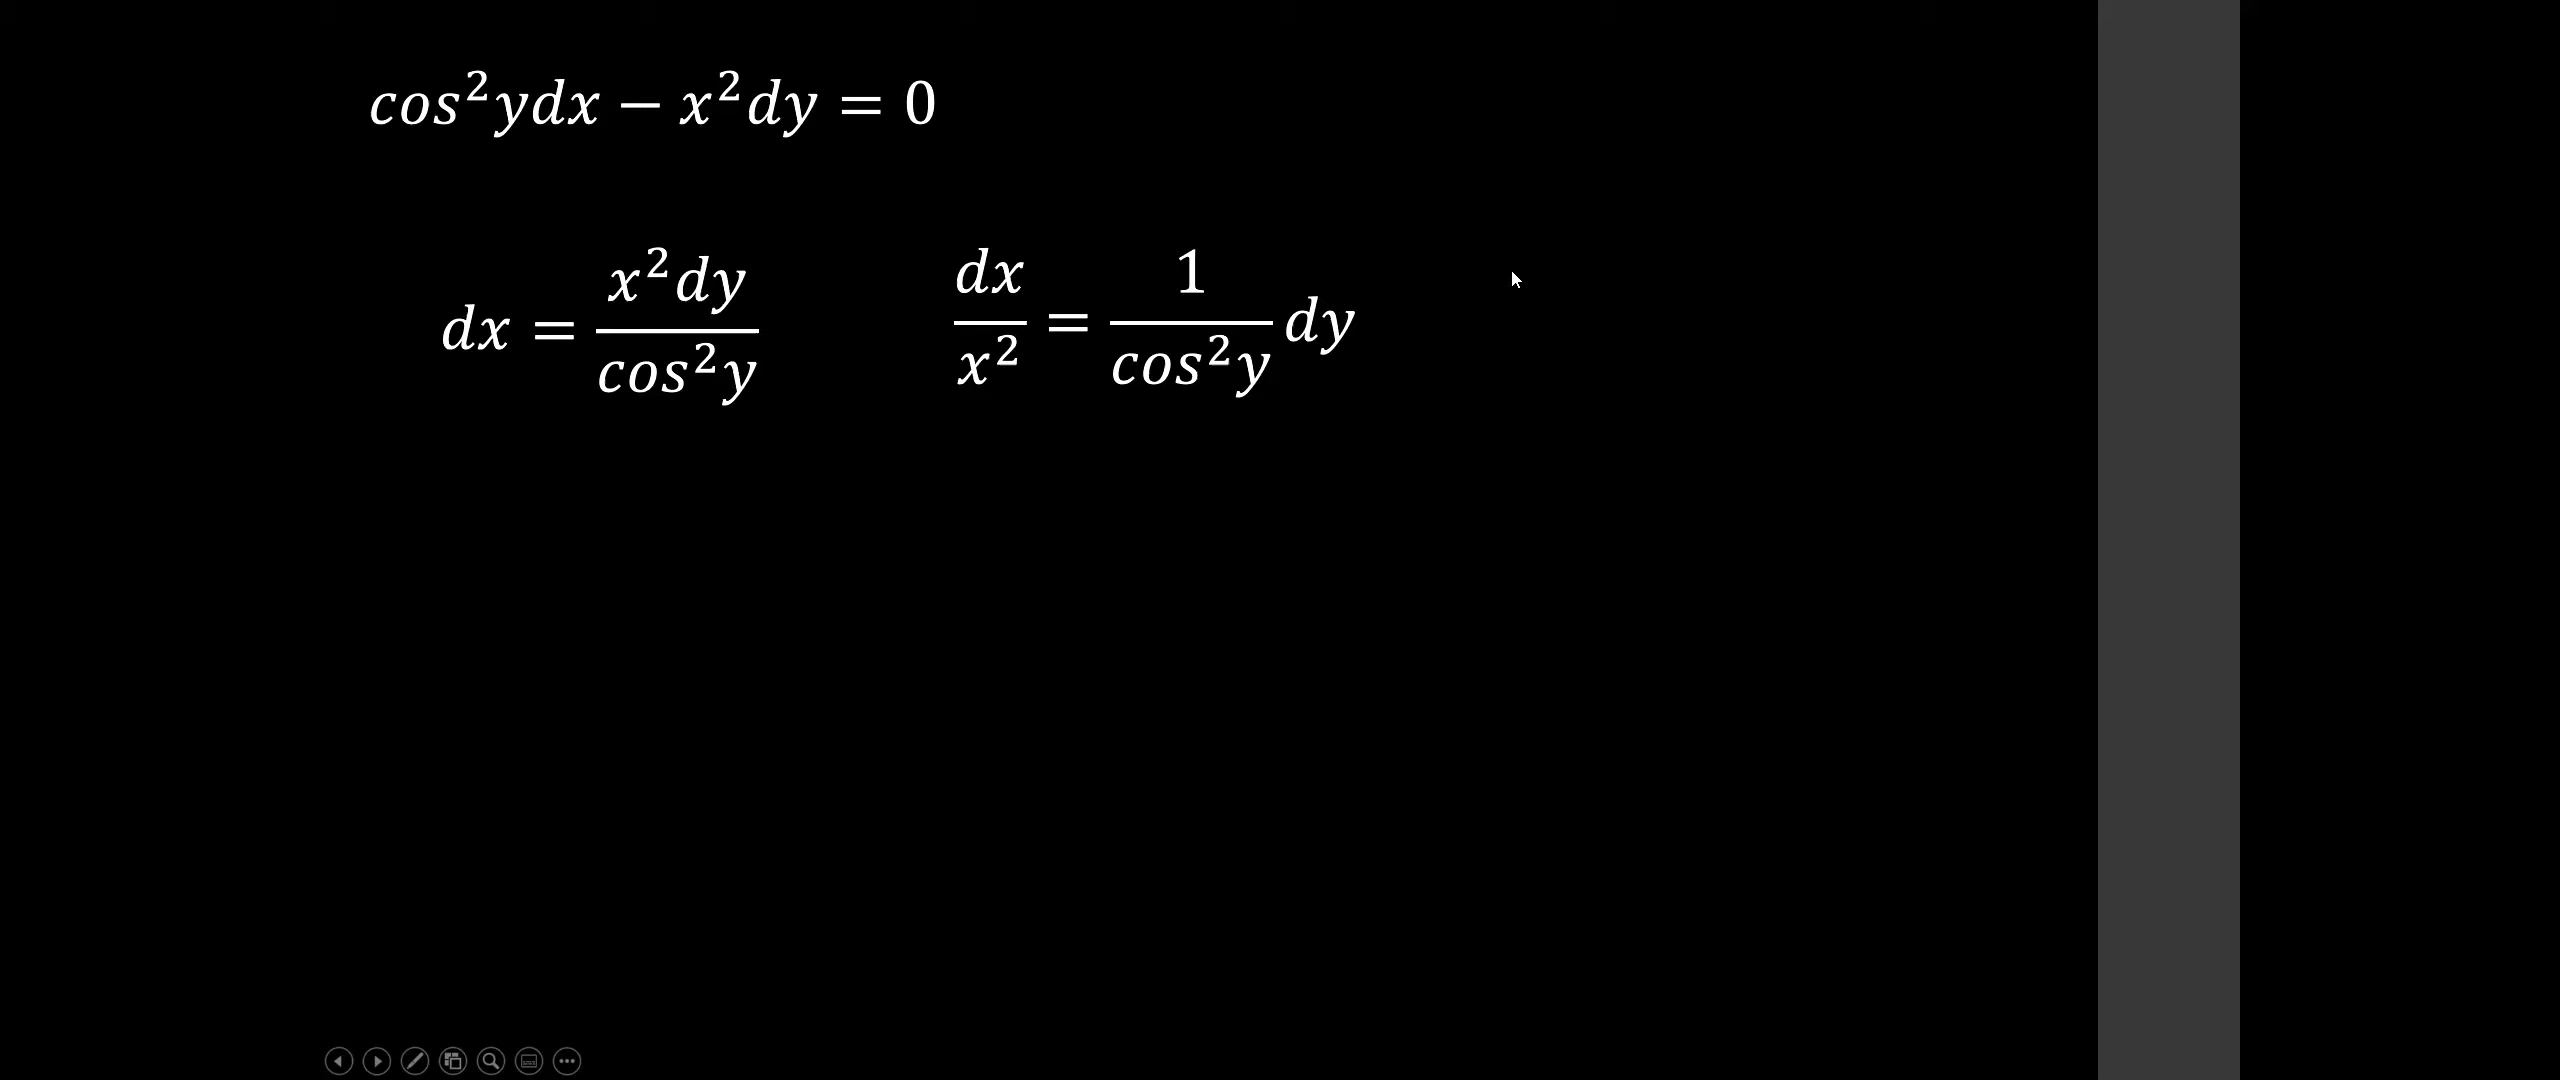 cos²ydx − x²dy = 0
dx = x²dy / cos²y
dx / x² = 1 / cos²y dy